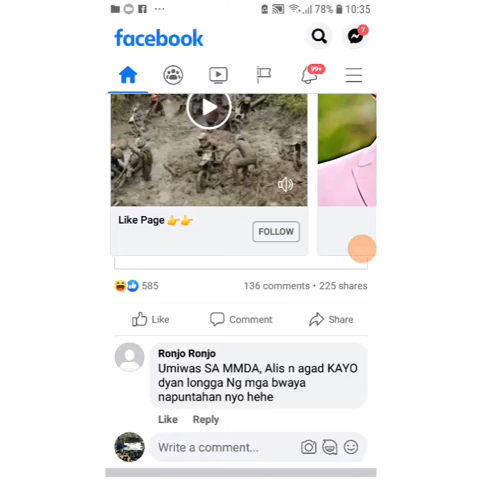 78% 10:35
facebook
7
99+
Like Page 👉👉
FOLLOW
585
136 comments • 225 shares
Like
Comment
Share
Ronjo Ronjo
Umiwas SA MMDA, Alis n agad KAYO
dyan longga Ng mga bwaya
napuntahan nyo hehe
Like Reply
Write a comment...